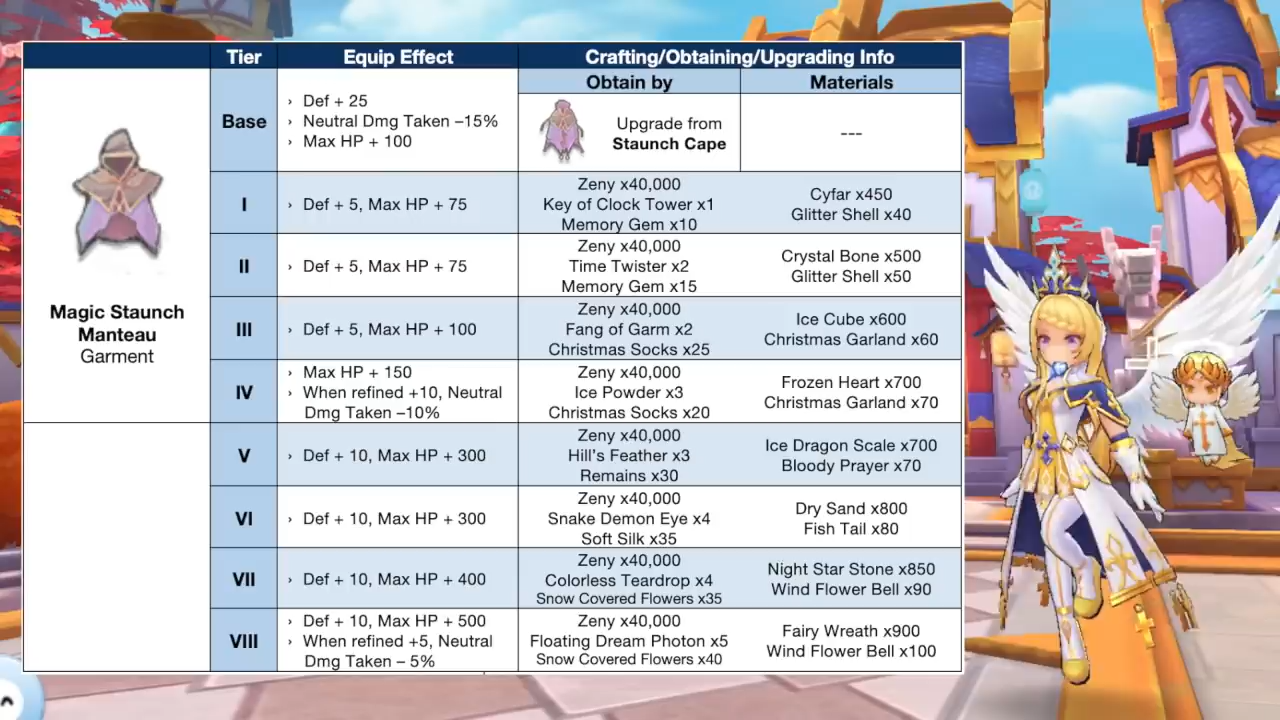 Tier Equip Effect Crafting/Obtaining/Upgrading Info
Obtain by Materials
Magic Staunch
Manteau
Garment
Base
› Def + 25
› Neutral Dmg Taken –15%
› Max HP + 100
Upgrade from
Staunch Cape
---
I
› Def + 5, Max HP + 75
Zeny x40,000
Key of Clock Tower x1
Memory Gem x10
Cyfar x450
Glitter Shell x40
II
› Def + 5, Max HP + 75
Zeny x40,000
Time Twister x2
Memory Gem x15
Crystal Bone x500
Glitter Shell x50
III
› Def + 5, Max HP + 100
Zeny x40,000
Fang of Garm x2
Christmas Socks x25
Ice Cube x600
Christmas Garland x60
IV
› Max HP + 150
› When refined +10, Neutral
Dmg Taken –10%
Zeny x40,000
Ice Powder x3
Christmas Socks x20
Frozen Heart x700
Christmas Garland x70
V
› Def + 10, Max HP + 300
Zeny x40,000
Hill's Feather x3
Remains x30
Ice Dragon Scale x700
Bloody Prayer x70
VI
› Def + 10, Max HP + 300
Zeny x40,000
Snake Demon Eye x4
Soft Silk x35
Dry Sand x800
Fish Tail x80
VII
› Def + 10, Max HP + 400
Zeny x40,000
Colorless Teardrop x4
Snow Covered Flowers x35
Night Star Stone x850
Wind Flower Bell x90
VIII
› Def + 10, Max HP + 500
› When refined +5, Neutral
Dmg Taken – 5%
Zeny x40,000
Floating Dream Photon x5
Snow Covered Flowers x40
Fairy Wreath x900
Wind Flower Bell x100